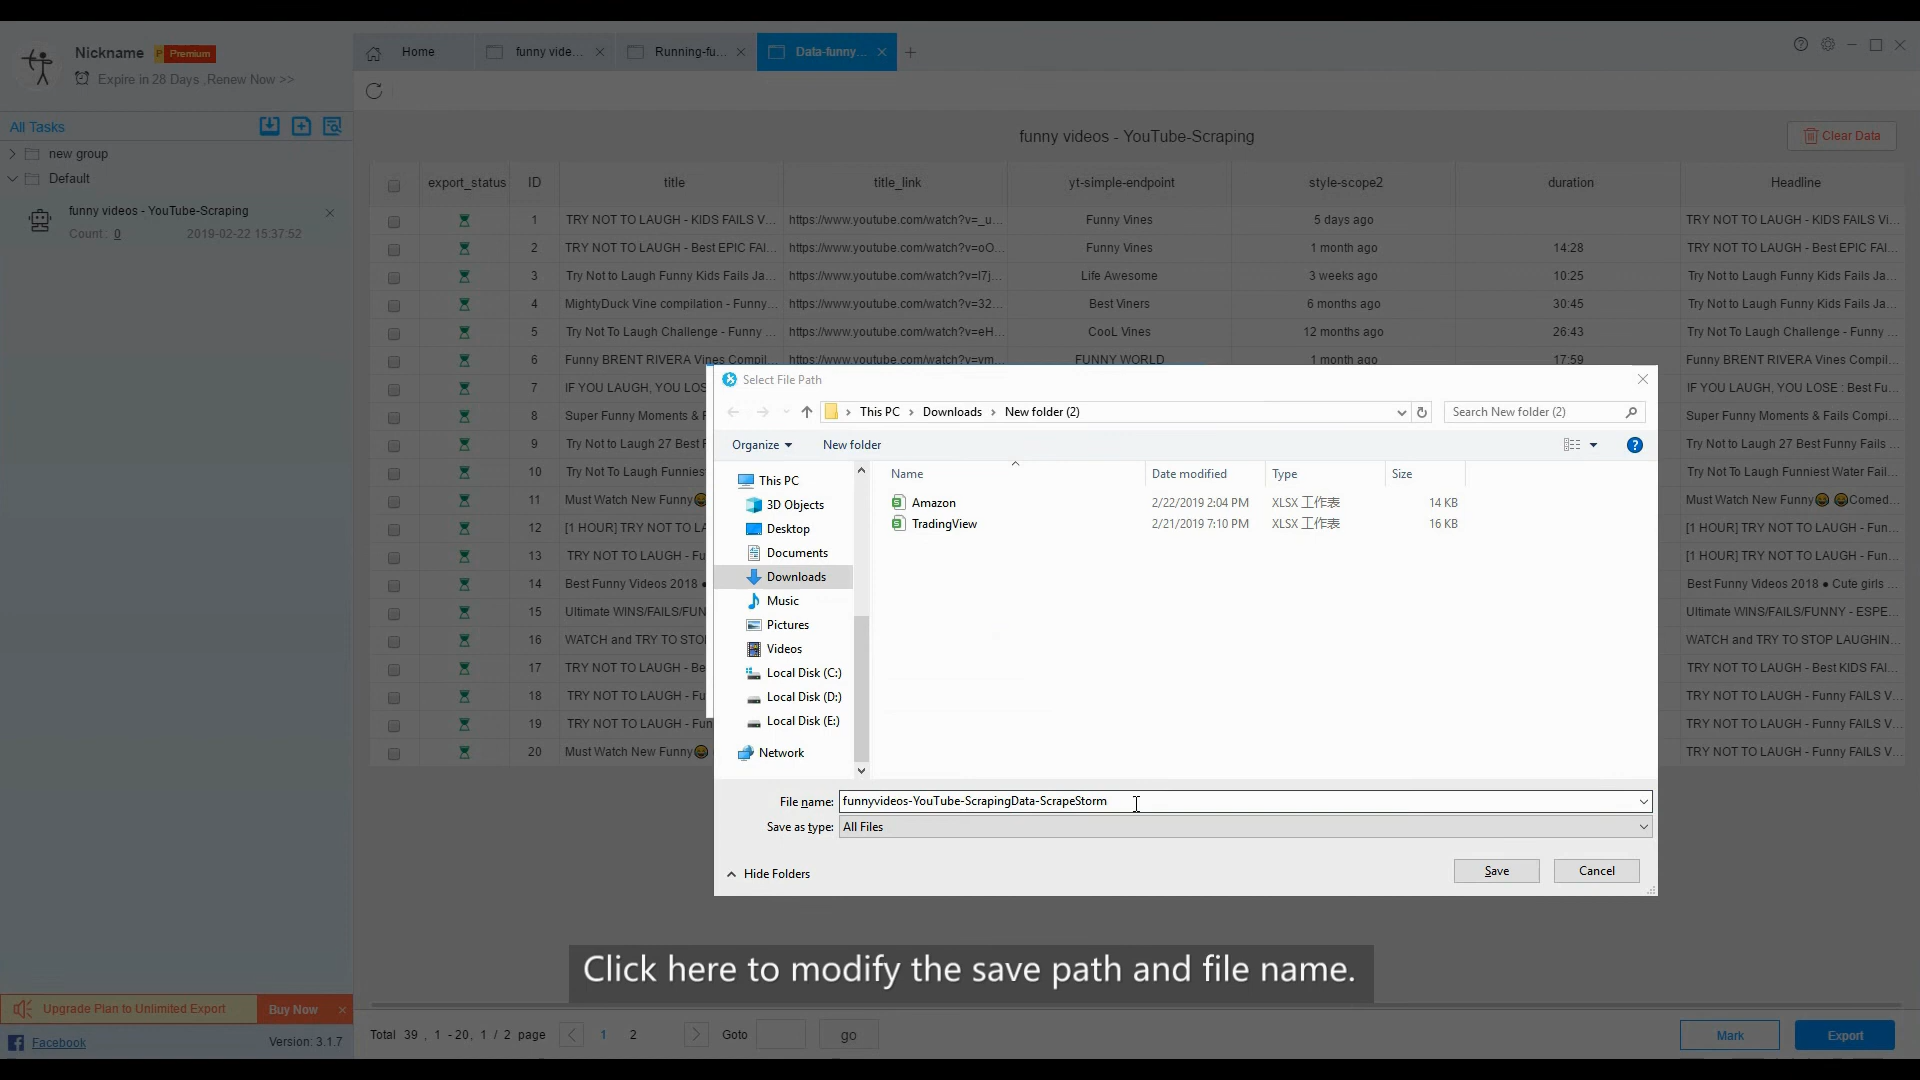 Nickname P Premium
Expire in 28 Days ,Renew Now >>
Home funny vide... Running-fu... Data-funny...
All Tasks
new group
Default
funny videos - YouTube-Scraping
Count : 0 2019-02-22 15:37:52
funny videos - YouTube-Scraping
Clear Data
export_status ID title title_link yt-simple-endpoint style-scope2 duration Headline
1 TRY NOT TO LAUGH - KIDS FAILS V... https://www.youtube.com/watch?v=_u... Funny Vines 5 days ago TRY NOT TO LAUGH - KIDS FAILS Vi...
2 TRY NOT TO LAUGH - Best EPIC FAI... https://www.youtube.com/watch?v=oO... Funny Vines 1 month ago 14:28 TRY NOT TO LAUGH - Best EPIC FAI...
3 Try Not to Laugh Funny Kids Fails Ja... https://www.youtube.com/watch?v=l7j... Life Awesome 3 weeks ago 10:25 Try Not to Laugh Funny Kids Fails Ja...
4 MightyDuck Vine compilation - Funny... https://www.youtube.com/watch?v=32... Best Viners 6 months ago 30:45 Try Not to Laugh Funny Kids Fails Ja...
5 Try Not To Laugh Challenge - Funny ... https://www.youtube.com/watch?v=eH... CooL Vines 12 months ago 26:43 Try Not To Laugh Challenge - Funny ...
6 Funny BRENT RIVERA Vines Compil... https://www.youtube.com/watch?v=vm... FUNNY WORLD 1 month ago 17:59 Funny BRENT RIVERA Vines Compil...
7 IF YOU LAUGH, YOU LOS IF YOU LAUGH, YOU LOSE : Best Fu...
8 Super Funny Moments & F Super Funny Moments & Fails Compi...
9 Try Not to Laugh 27 Best F Try Not to Laugh 27 Best Funny Fails ...
10 Try Not To Laugh Funnies Try Not To Laugh Funniest Water Fail...
11 Must Watch New Funny😂 Must Watch New Funny😂 😂Comed...
12 [1 HOUR] TRY NOT TO LA [1 HOUR] TRY NOT TO LAUGH - Fun...
13 TRY NOT TO LAUGH - Fu [1 HOUR] TRY NOT TO LAUGH - Fun...
14 Best Funny Videos 2018 ● Best Funny Videos 2018 ● Cute girls ...
15 Ultimate WINS/FAILS/FUN Ultimate WINS/FAILS/FUNNY - ESPE...
16 WATCH and TRY TO STO WATCH and TRY TO STOP LAUGHIN...
17 TRY NOT TO LAUGH - Be TRY NOT TO LAUGH - Best KIDS FAI...
18 TRY NOT TO LAUGH - Fu TRY NOT TO LAUGH - Funny FAILS V...
19 TRY NOT TO LAUGH - Fun TRY NOT TO LAUGH - Funny FAILS V...
20 Must Watch New Funny😂 TRY NOT TO LAUGH - Funny FAILS V...
Select File Path
This PC > Downloads > New folder (2) Search New folder (2)
Organize New folder
Name Date modified Type Size
Amazon 2/22/2019 2:04 PM XLSX 工作表 14 KB
TradingView 2/21/2019 7:10 PM XLSX 工作表 16 KB
This PC
3D Objects
Desktop
Documents
Downloads
Music
Pictures
Videos
Local Disk (C:)
Local Disk (D:)
Local Disk (E:)
Network
File name: funnyvideos-YouTube-ScrapingData-ScrapeStorm
Save as type: All Files
Hide Folders Save Cancel
Click here to modify the save path and file name.
Upgrade Plan to Unlimited Export Buy Now
Facebook Version: 3.1.7
Total 39 , 1 - 20, 1 / 2 page 1 2 Goto go Mark Export